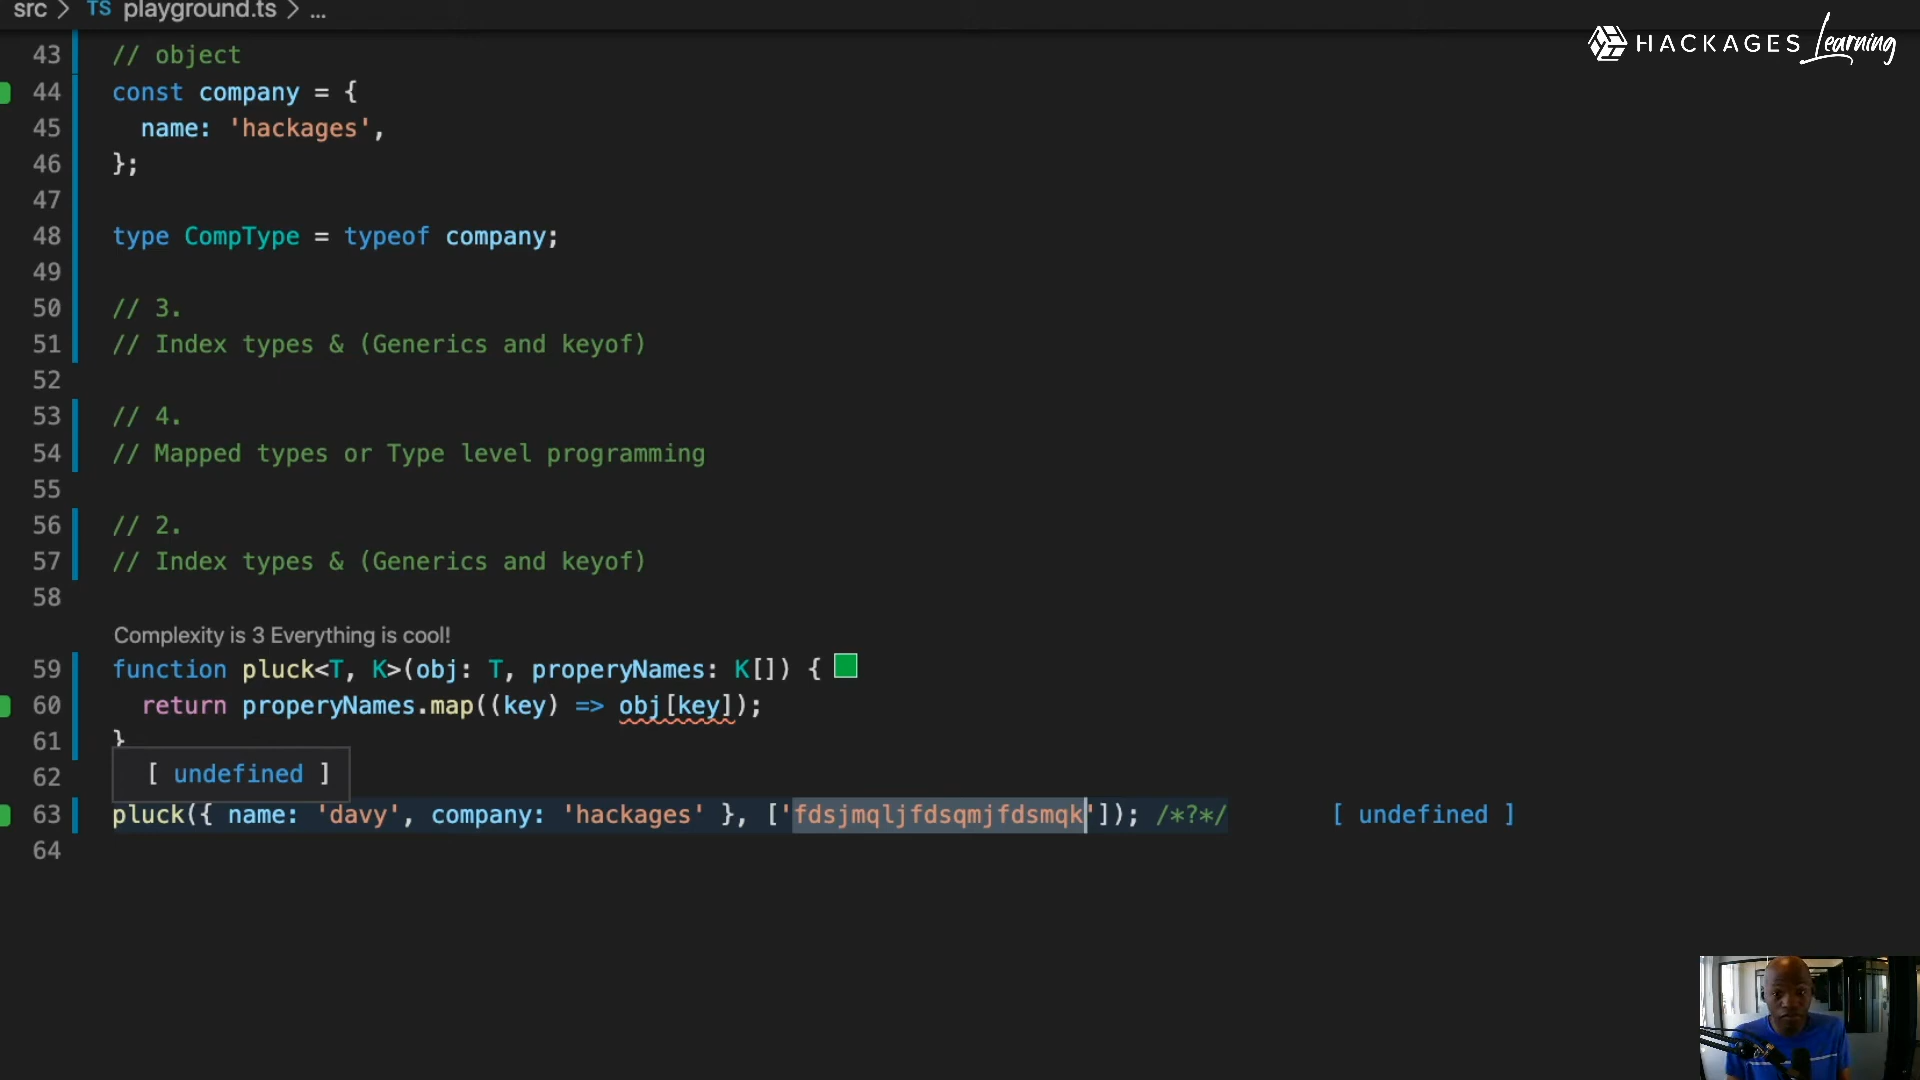 src > TS playground.ts > ...
HACKAGES Learning
43 // object
44 const company = {
45 name: 'hackages',
46 };
47
48 type CompType = typeof company;
49
50 // 3.
51 // Index types & (Generics and keyof)
52
53 // 4.
54 // Mapped types or Type level programming
55
56 // 2.
57 // Index types & (Generics and keyof)
58
Complexity is 3 Everything is cool!
59 function pluck<T, K>(obj: T, properyNames: K[]) {
60 return properyNames.map((key) => obj[key]);
61 }
62 [ undefined ]
63 pluck({ name: 'davy', company: 'hackages' }, ['fdsjmqljfdsqmjfdsmqk']); /*?*/ [ undefined ]
64